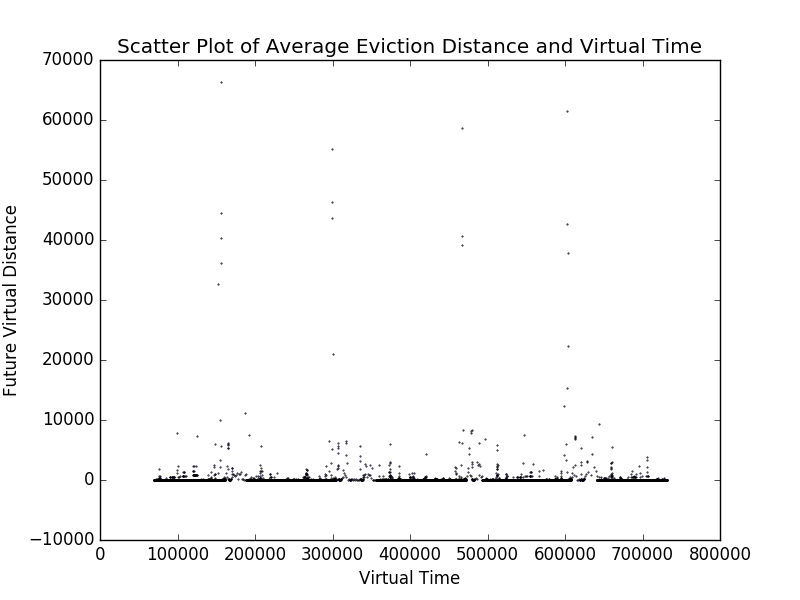 Scatter Plot of Average Eviction Distance and Virtual Time
70000
60000
50000
40000
30000
20000
10000
0
−10000
Future Virtual Distance
0 100000 200000 300000 400000 500000 600000 700000 800000
Virtual Time